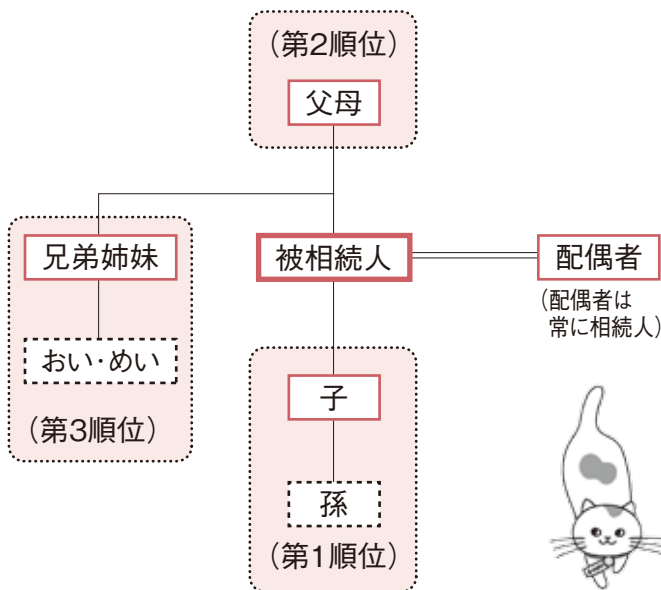 （第2順位）
父母
兄弟姉妹
被相続人
配偶者
（配偶者は
常に相続人）
おい・めい
（第3順位）
子
孫
（第1順位）